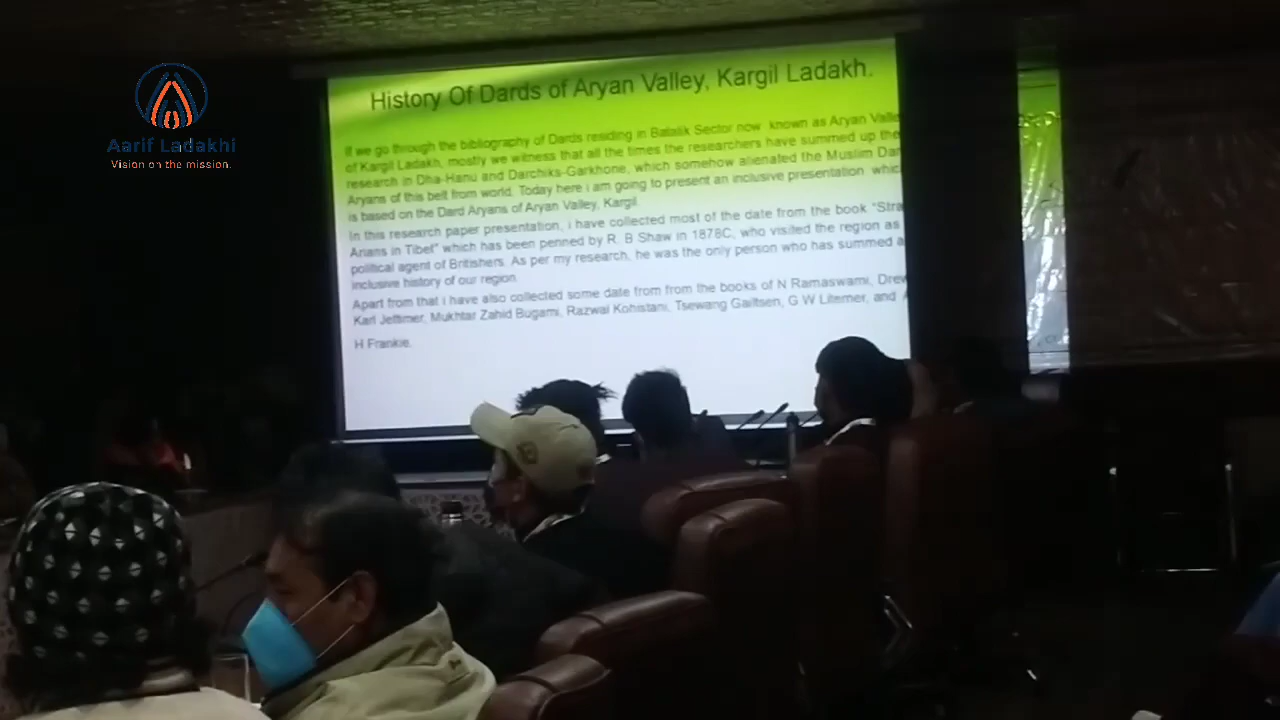 Aarif Ladakhi
Vision on the mission.
History Of Dards of Aryan Valley, Kargil Ladakh.
If we go through the bibliography of Dards residing in Batalik Sector now known as Aryan Valle
of Kargil Ladakh, mostly we witness that all the times the researchers have summed up the
research in Dha-Hanu and Darchiks-Garkhone, which somehow alienated the Muslim Dar
Aryans of this belt from world. Today here i am going to present an inclusive presentation whic
is based on the Dard Aryans of Aryan Valley, Kargil.
In this research paper presentation, i have collected most of the date from the book "Stra
Arians in Tibet" which has been penned by R. B Shaw in 1878C, who visited the region as
political agent of Britishers. As per my research, he was the only person who has summed a
inclusive history of our region.
Apart from that i have also collected some date from from the books of N Ramaswami, Drew
Karl Jettimer, Mukhtar Zahid Bugami, Razwal Kohistani, Tsewang Gailtsen, G W Literner, and A
H Frankie.